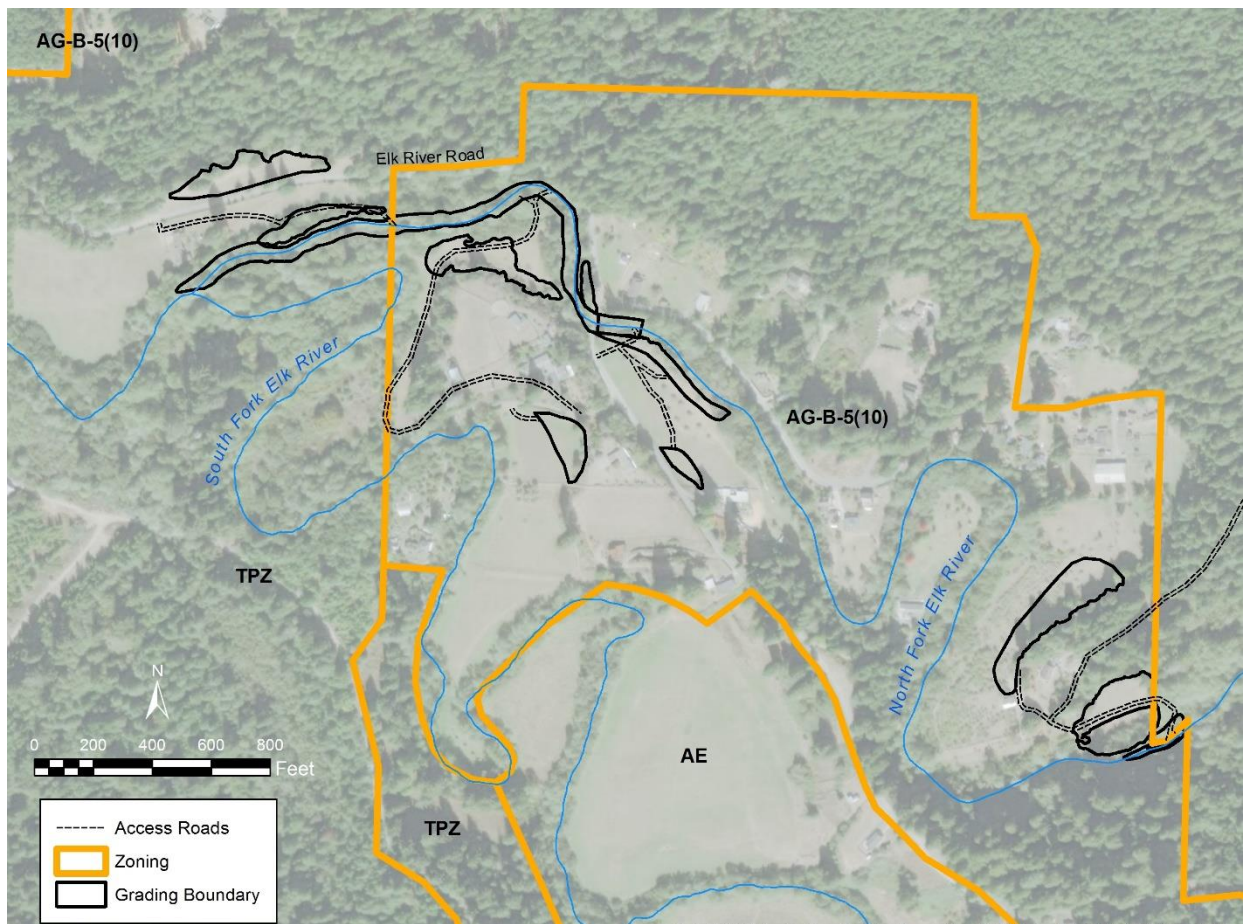 AG-B-5(10)
Elk River Road
South Fork Elk River
AG-B-5(10)
North Fork Elk River
TPZ
N
0 200 400 600 800
Feet
AE
TPZ
Access Roads
Zoning
Grading Boundary